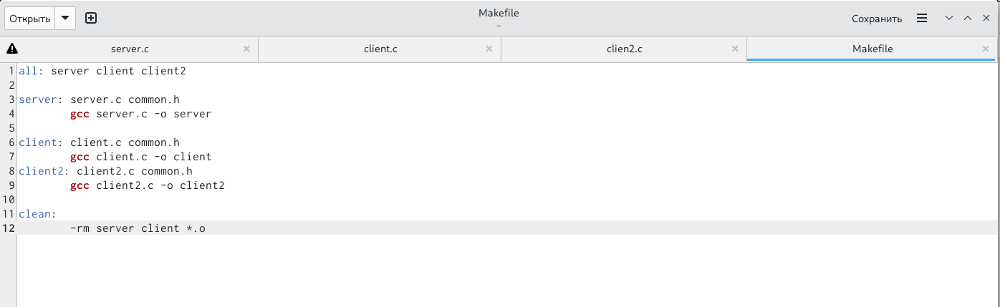 Открыть
Makefile
~
Сохранить
server.c
client.c
clien2.c
Makefile
1 all: server client client2
2
3 server: server.c common.h
4 gcc server.c -o server
5
6 client: client.c common.h
7 gcc client.c -o client
8 client2: client2.c common.h
9 gcc client2.c -o client2
10
11 clean:
12 -rm server client *.o